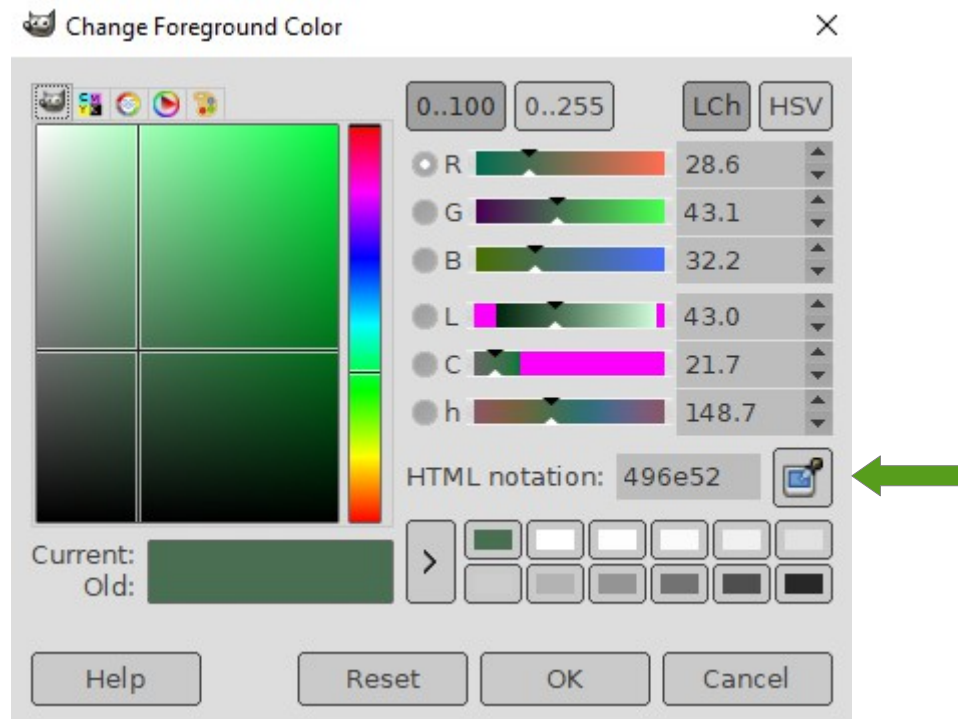 Change Foreground Color
0..100 0..255 LCh HSV
R 28.6
G 43.1
B 32.2
L 43.0
C 21.7
h 148.7
HTML notation: 496e52
Current:
Old:
>
Help Reset OK Cancel